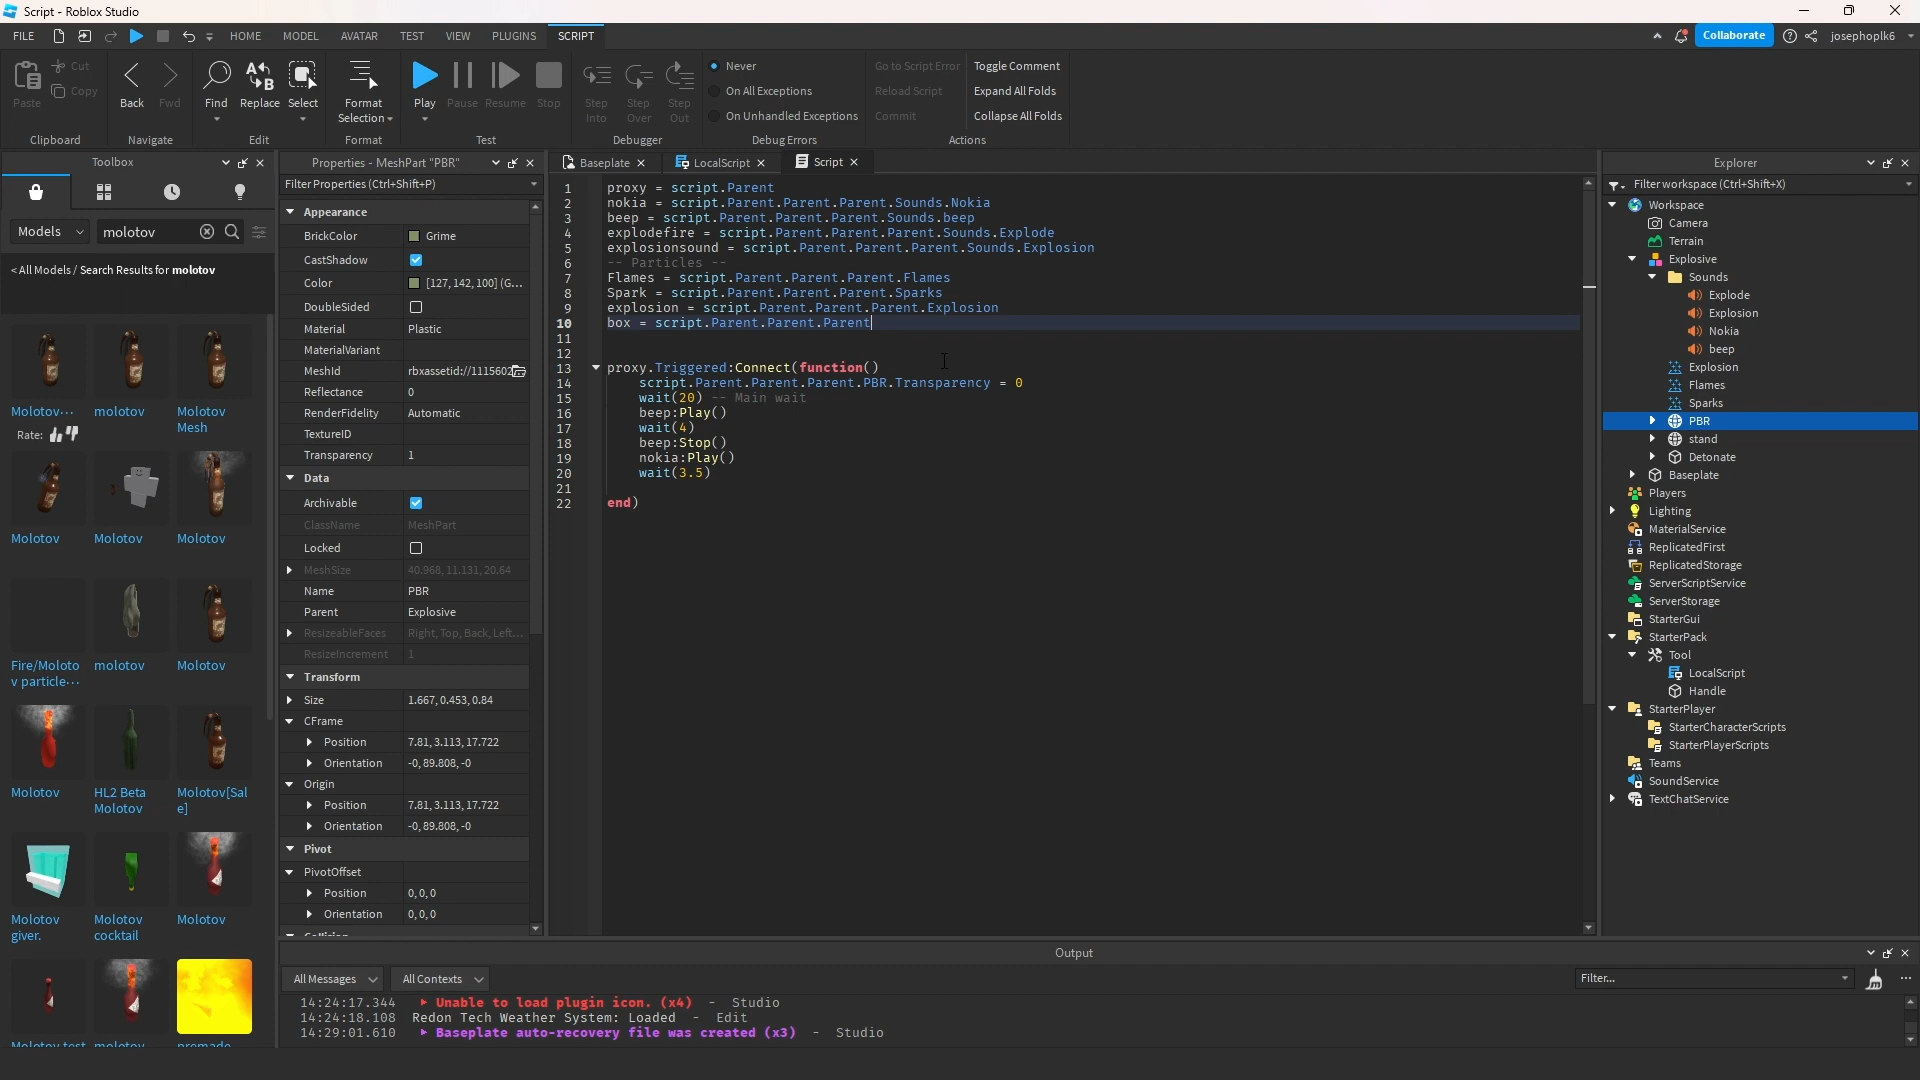 Script - Roblox Studio
FILE
HOME
MODEL
AVATAR
TEST
VIEW
PLUGINS
SCRIPT
Collaborate
josephoplk6
Paste
Cut
Copy
Clipboard
Back
Fwd
Navigate
Find
Replace
Select
Edit
Format
Selection
Format
Play
Pause
Resume
Stop
Test
Step
Into
Step
Over
Step
Out
Debugger
Never
On All Exceptions
On Unhandled Exceptions
Debug Errors
Go to Script Error
Reload Script
Commit
Toggle Comment
Expand All Folds
Collapse All Folds
Actions
Toolbox
Models
molotov
< All Models / Search Results for molotov
Molotov...
molotov
Molotov
Mesh
Rate:
Molotov
Molotov
Molotov
Fire/Moloto
v particle...
molotov
Molotov
Molotov
HL2 Beta
Molotov
Molotov[Sal
e]
Molotov
giver.
Molotov
cocktail
Molotov
Molotov test
molotov
premade
Properties - MeshPart "PBR"
Filter Properties (Ctrl+Shift+P)
Appearance
BrickColor Grime
CastShadow
Color [127, 142, 100] (G...
DoubleSided
Material Plastic
MaterialVariant
MeshId rbxassetid://1115602
Reflectance 0
RenderFidelity Automatic
TextureID
Transparency 1
Data
Archivable
ClassName MeshPart
Locked
MeshSize 40.968, 11.131, 20.64
Name PBR
Parent Explosive
ResizeableFaces Right, Top, Back, Left...
ResizeIncrement 1
Transform
Size 1.667, 0.453, 0.84
CFrame
Position 7.81, 3.113, 17.722
Orientation -0, 89.808, -0
Origin
Position 7.81, 3.113, 17.722
Orientation -0, 89.808, -0
Pivot
PivotOffset
Position 0, 0, 0
Orientation 0, 0, 0
Collision
Baseplate
LocalScript
Script
1 proxy = script.Parent
2 nokia = script.Parent.Parent.Parent.Sounds.Nokia
3 beep = script.Parent.Parent.Parent.Sounds.beep
4 explodefire = script.Parent.Parent.Parent.Sounds.Explode
5 explosionsound = script.Parent.Parent.Parent.Sounds.Explosion
6 -- Particles --
7 Flames = script.Parent.Parent.Parent.Flames
8 Spark = script.Parent.Parent.Parent.Sparks
9 explosion = script.Parent.Parent.Parent.Explosion
10 box = script.Parent.Parent.Parent
11
12
13 proxy.Triggered:Connect(function()
14 script.Parent.Parent.Parent.PBR.Transparency = 0
15 wait(20) -- Main wait
16 beep:Play()
17 wait(4)
18 beep:Stop()
19 nokia:Play()
20 wait(3.5)
21
22 end)
Explorer
Filter workspace (Ctrl+Shift+X)
Workspace
Camera
Terrain
Explosive
Sounds
Explode
Explosion
Nokia
beep
Explosion
Flames
Sparks
PBR
stand
Detonate
Baseplate
Players
Lighting
MaterialService
ReplicatedFirst
ReplicatedStorage
ServerScriptService
ServerStorage
StarterGui
StarterPack
Tool
LocalScript
Handle
StarterPlayer
StarterCharacterScripts
StarterPlayerScripts
Teams
SoundService
TextChatService
Output
All Messages
All Contexts
Filter...
14:24:17.344 Unable to load plugin icon. (x4) - Studio
14:24:18.108 Redon Tech Weather System: Loaded - Edit
14:29:01.610 Baseplate auto-recovery file was created (x3) - Studio